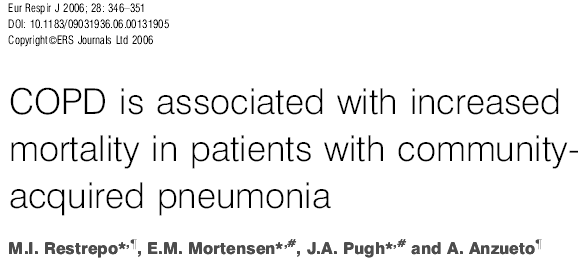 Eur Respir J 2006; 28: 346–351
DOI: 10.1183/09031936.06.00131905
Copyright©ERS Journals Ltd 2006
COPD is associated with increased
mortality in patients with community-
acquired pneumonia
M.I. Restrepo*,¶, E.M. Mortensen*,#, J.A. Pugh*,# and A. Anzueto¶